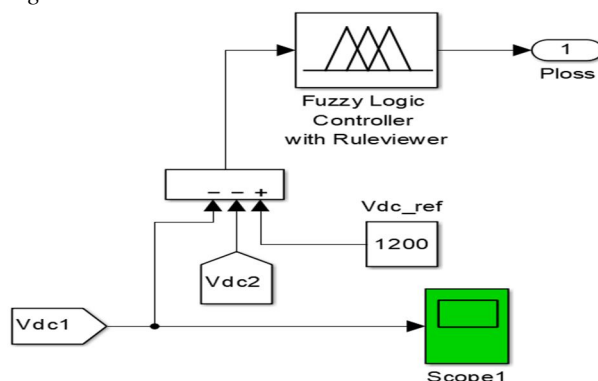 1
Ploss
Fuzzy Logic
Controller
with Ruleviewer
− − +
Vdc_ref
1200
Vdc2
Vdc1
Scope1